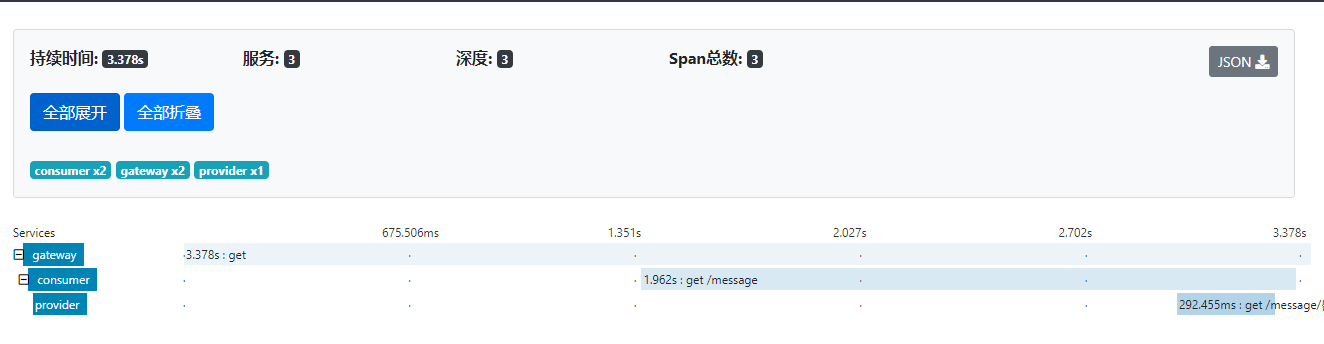 持续时间: 3.378s 服务: 3 深度: 3 Span总数: 3 JSON
全部展开 全部折叠
consumer x2 gateway x2 provider x1
Services 675.506ms 1.351s 2.027s 2.702s 3.378s
gateway 3.378s : get
consumer 1.962s : get /message
provider 292.455ms : get /message/